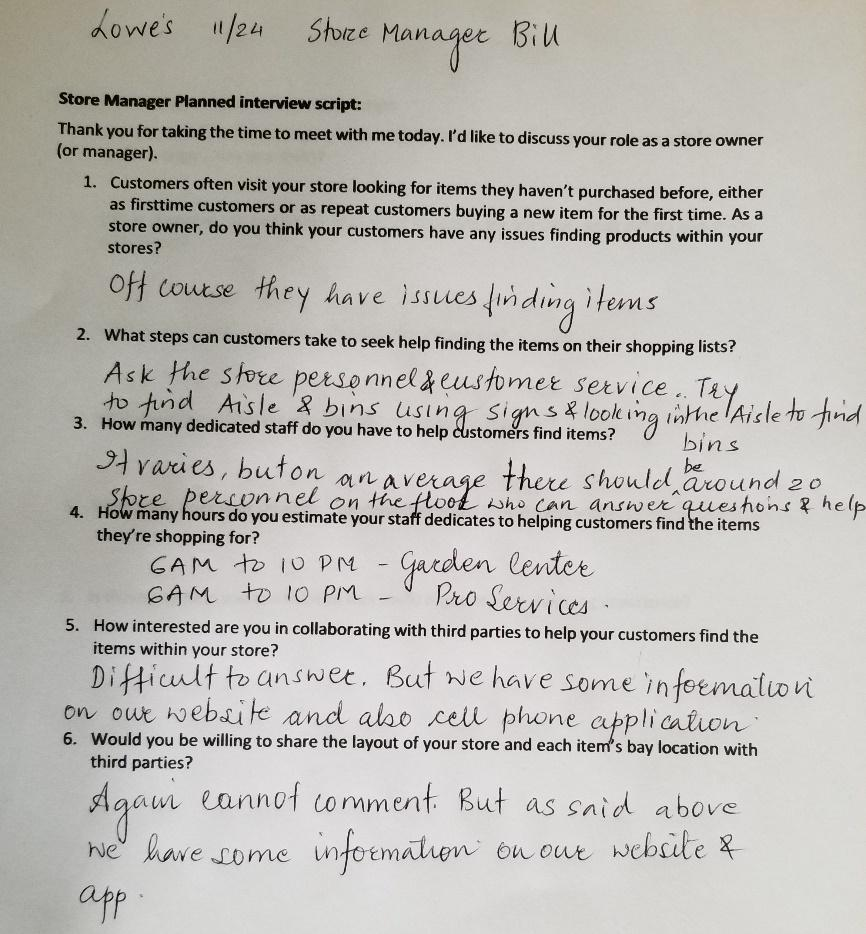 Lowe's 11/24 Store Manager Bill
Store Manager Planned interview script:
Thank you for taking the time to meet with me today. I'd like to discuss your role as a store owner
(or manager).
1. Customers often visit your store looking for items they haven't purchased before, either
as firsttime customers or as repeat customers buying a new item for the first time. As a
store owner, do you think your customers have any issues finding products within your
stores?
Off course they have issues finding items
2. What steps can customers take to seek help finding the items on their shopping lists?
Ask the store personnel & customer service. Try
to find Aisle & bins using signs & looking in the Aisle to find
bins
3. How many dedicated staff do you have to help customers find items?
It varies, but on an average there should be around 20
store personnel on the floor who can answer questions & help
4. How many hours do you estimate your staff dedicates to helping customers find the items
they're shopping for?
6AM to 10 PM - Garden Center
6AM to 10 PM - Pro Services.
5. How interested are you in collaborating with third parties to help your customers find the
items within your store?
Difficult to answer. But we have some information
on our website and also cell phone application.
6. Would you be willing to share the layout of your store and each item's bay location with
third parties?
Again cannot comment. But as said above
we have some information on our website &
app.